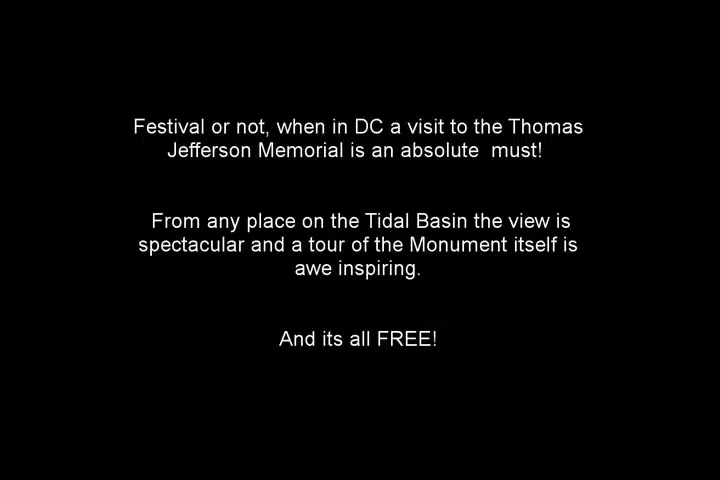 Festival or not, when in DC a visit to the Thomas
Jefferson Memorial is an absolute  must!
From any place on the Tidal Basin the view is
spectacular and a tour of the Monument itself is
awe inspiring.
And its all FREE!